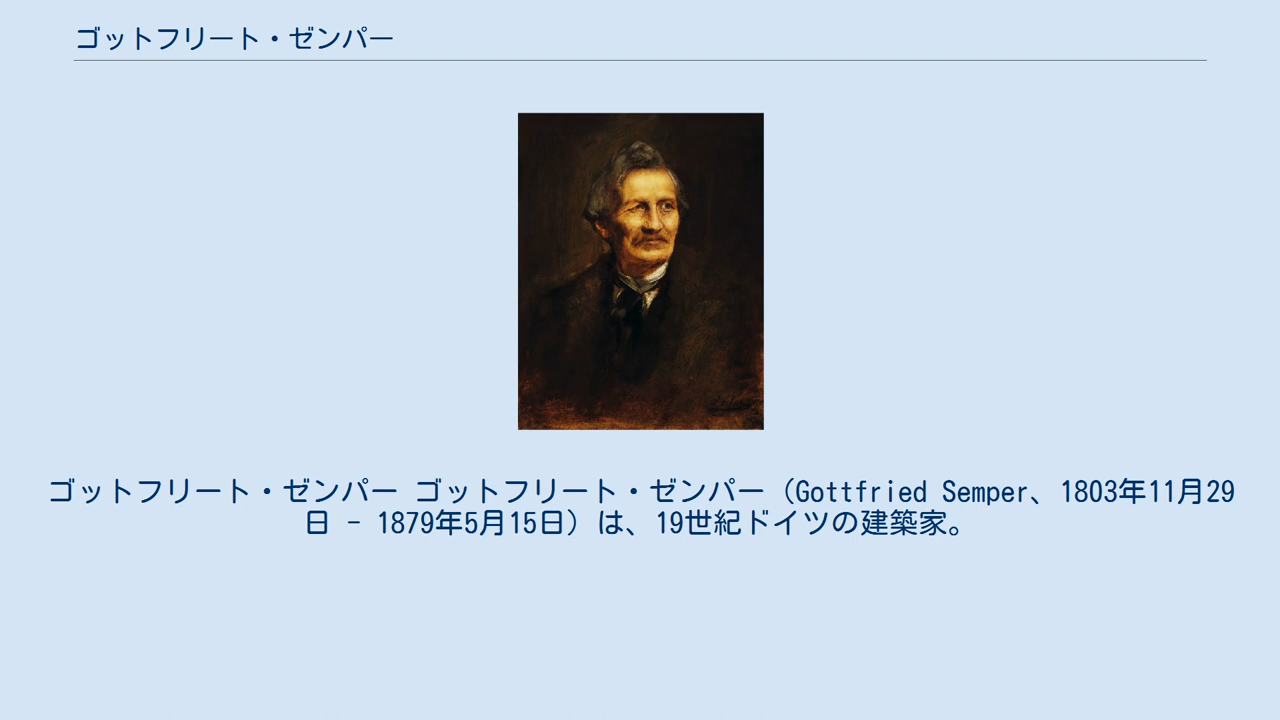 ゴットフリート・ゼンパー
ゴットフリート・ゼンパー ゴットフリート・ゼンパー（Gottfried Semper、1803年11月29
日 - 1879年5月15日）は、19世紀ドイツの建築家。